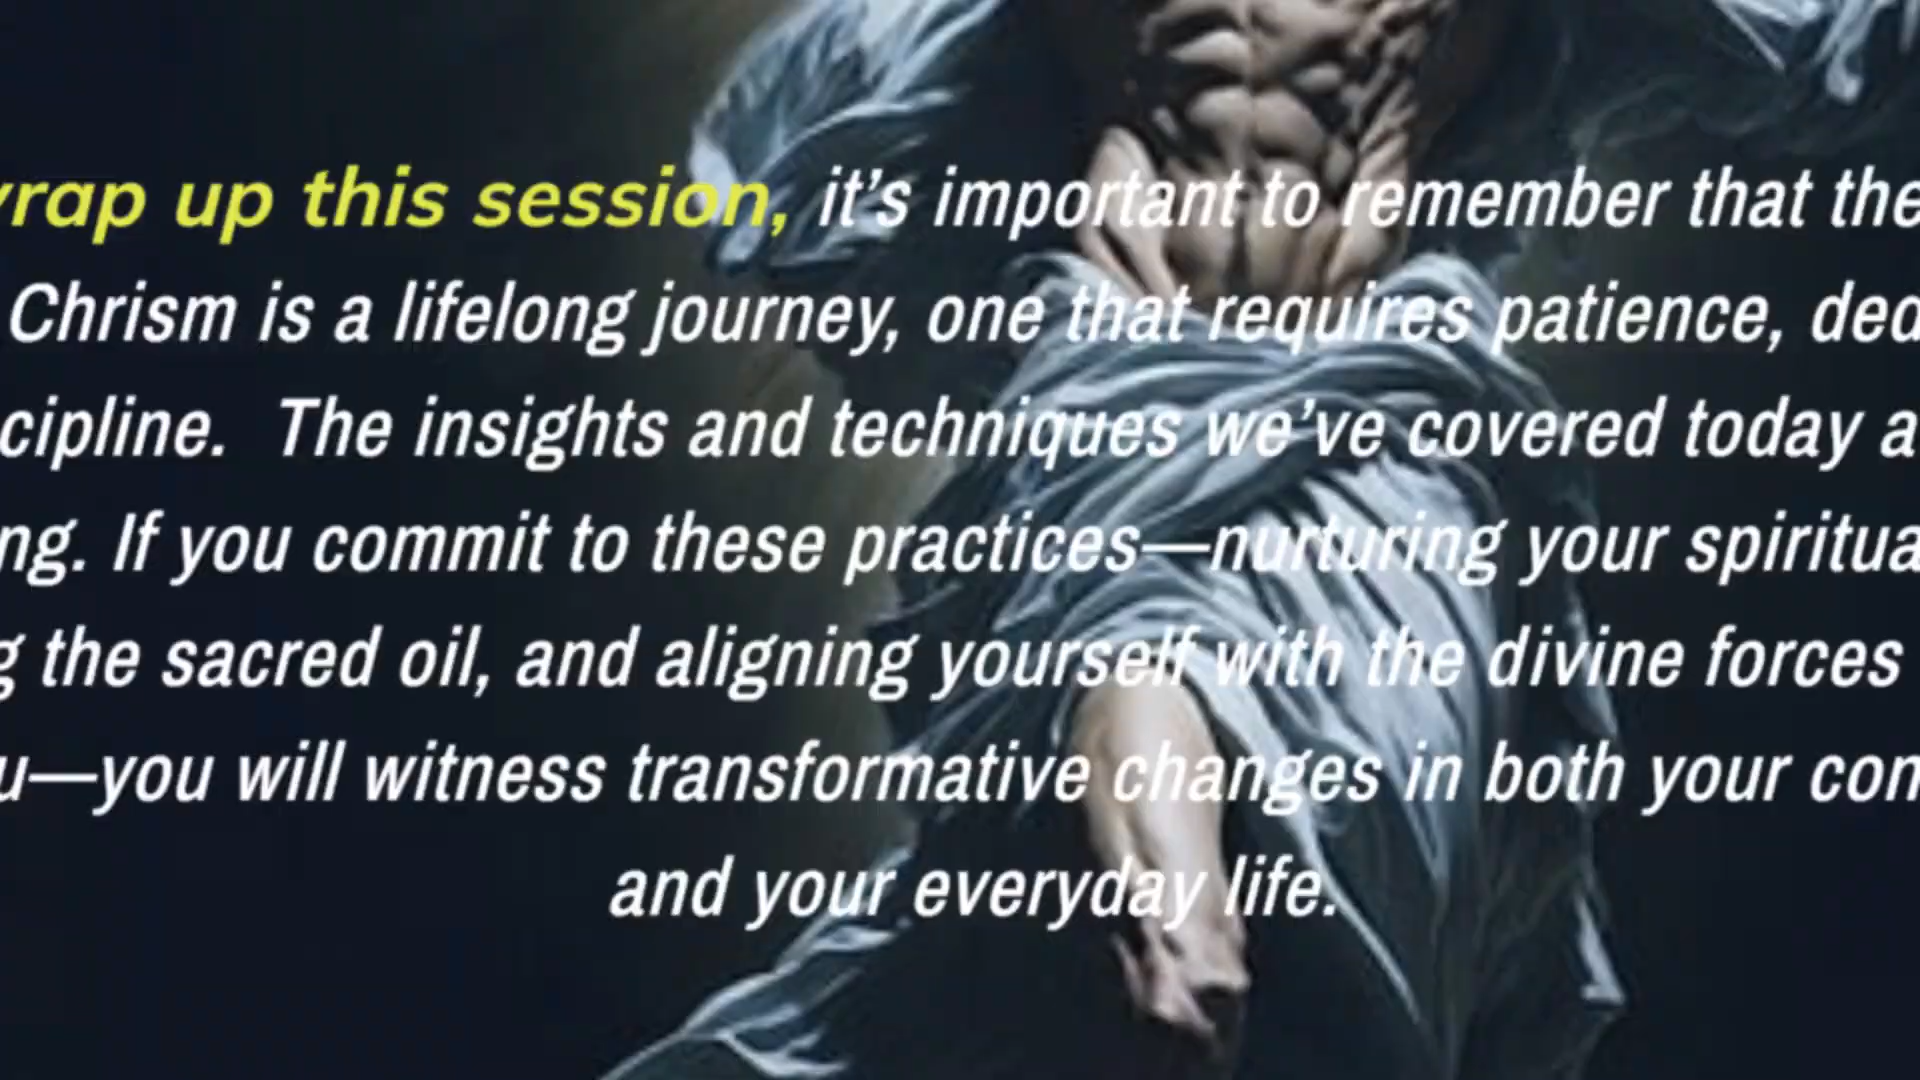 wrap up this session, it's important to remember that the
Chrism is a lifelong journey, one that requires patience, ded
cipline. The insights and techniques we've covered today a
ng. If you commit to these practices—nurturing your spiritua
g the sacred oil, and aligning yourself with the divine forces
u—you will witness transformative changes in both your con
and your everyday life.